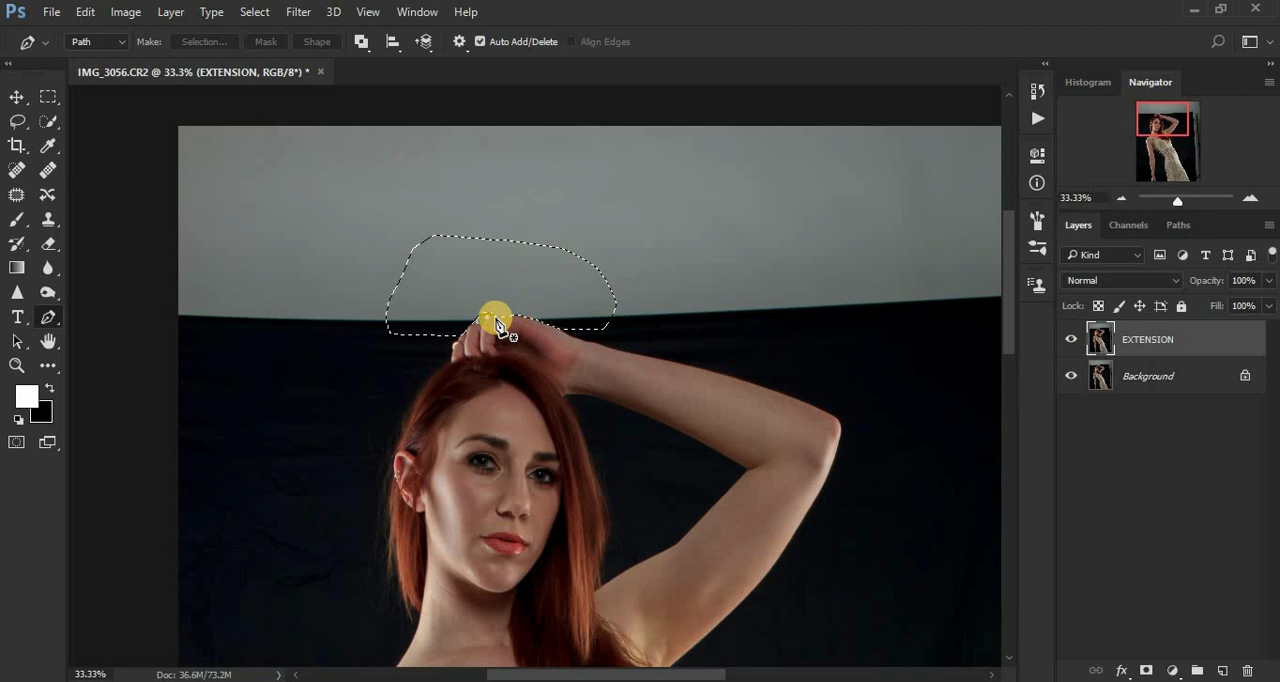 Ps File Edit Image Layer Type Select Filter 3D View Window Help
Path Make: Selection... Mask Shape Auto Add/Delete Align Edges
IMG_3056.CR2 @ 33.3% (EXTENSION, RGB/8*) * ×
Histogram Navigator
33.33%
Layers Channels Paths
Kind
Normal Opacity: 100%
Lock: Fill: 100%
EXTENSION
Background
33.33% Doc: 36.6M/73.2M